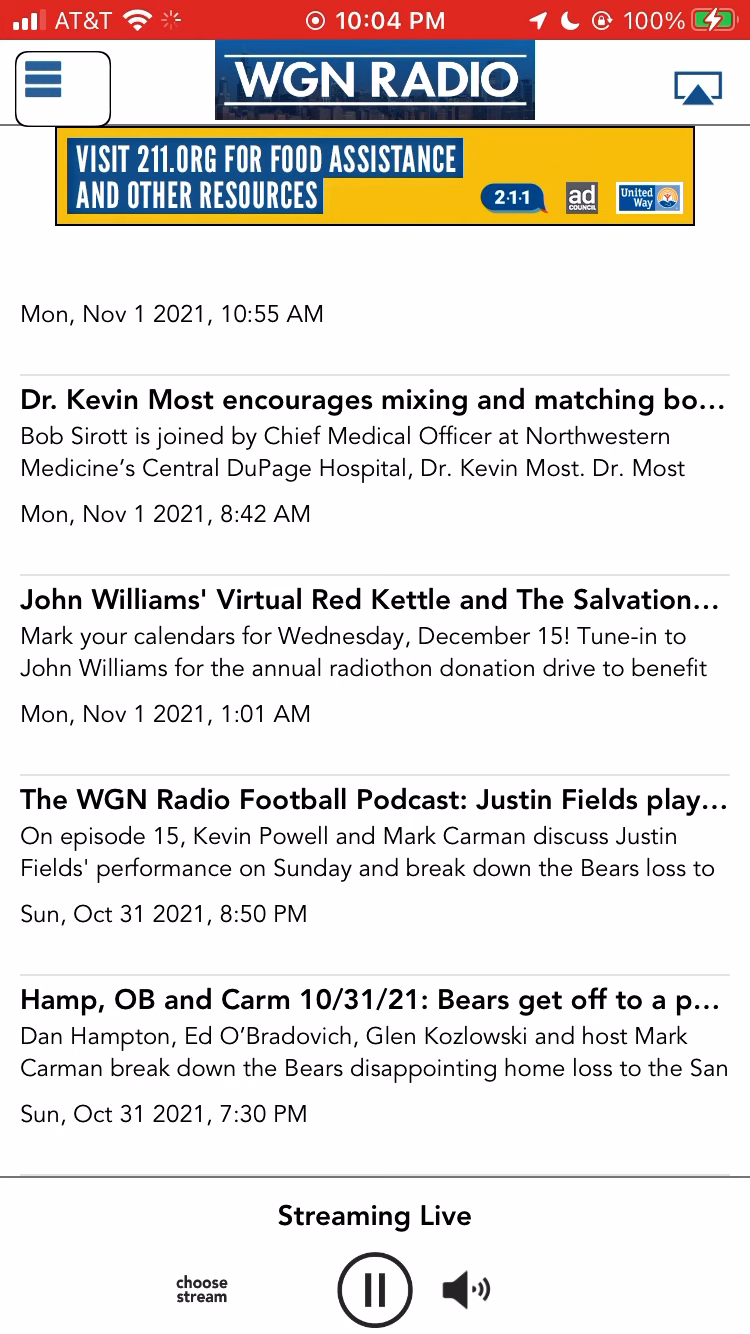 AT&T 10:04 PM 100%
WGN RADIO
VISIT 211.ORG FOR FOOD ASSISTANCE
AND OTHER RESOURCES
2·1·1
ad
COUNCIL
United
Way
Mon, Nov 1 2021, 10:55 AM
Dr. Kevin Most encourages mixing and matching bo...
Bob Sirott is joined by Chief Medical Officer at Northwestern
Medicine’s Central DuPage Hospital, Dr. Kevin Most. Dr. Most
Mon, Nov 1 2021, 8:42 AM
John Williams' Virtual Red Kettle and The Salvation...
Mark your calendars for Wednesday, December 15! Tune-in to
John Williams for the annual radiothon donation drive to benefit
Mon, Nov 1 2021, 1:01 AM
The WGN Radio Football Podcast: Justin Fields play...
On episode 15, Kevin Powell and Mark Carman discuss Justin
Fields' performance on Sunday and break down the Bears loss to
Sun, Oct 31 2021, 8:50 PM
Hamp, OB and Carm 10/31/21: Bears get off to a p...
Dan Hampton, Ed O’Bradovich, Glen Kozlowski and host Mark
Carman break down the Bears disappointing home loss to the San
Sun, Oct 31 2021, 7:30 PM
Streaming Live
choose
stream